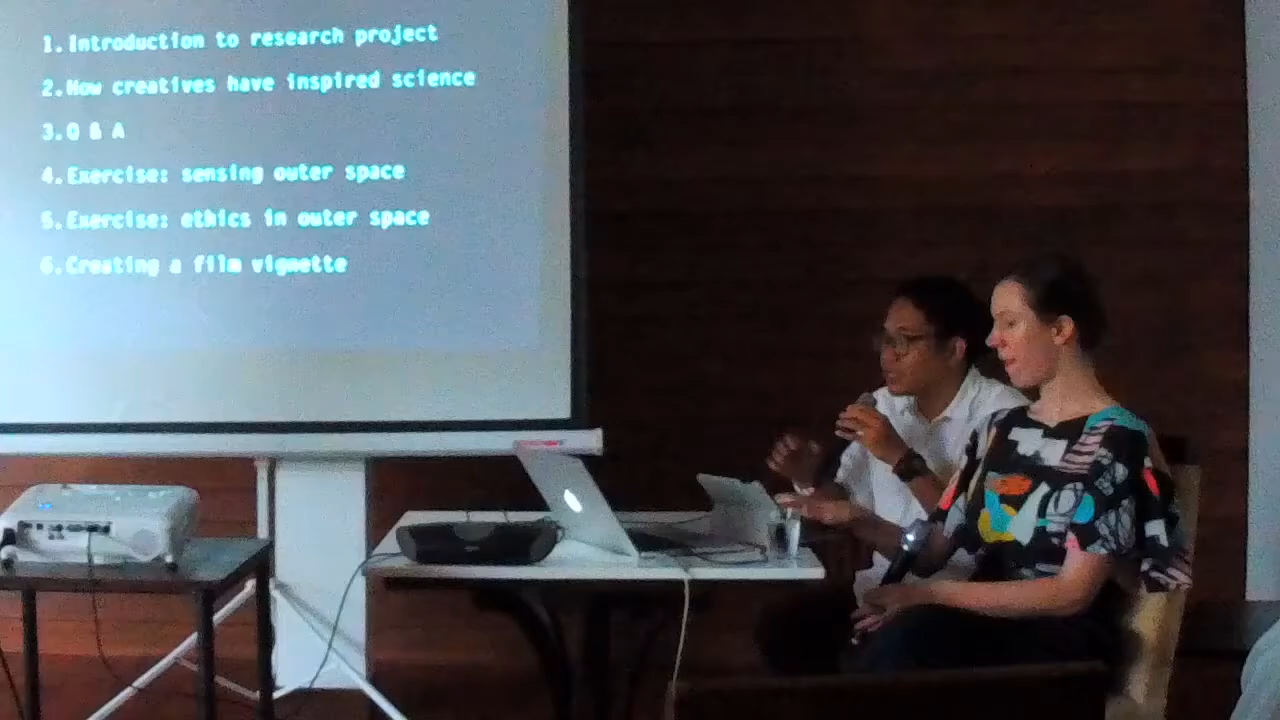 1.Introduction to research project
2.How creatives have inspired science
3.Q & A
4.Exercise: sensing outer space
5.Exercise: ethics in outer space
6.Creating a film vignette